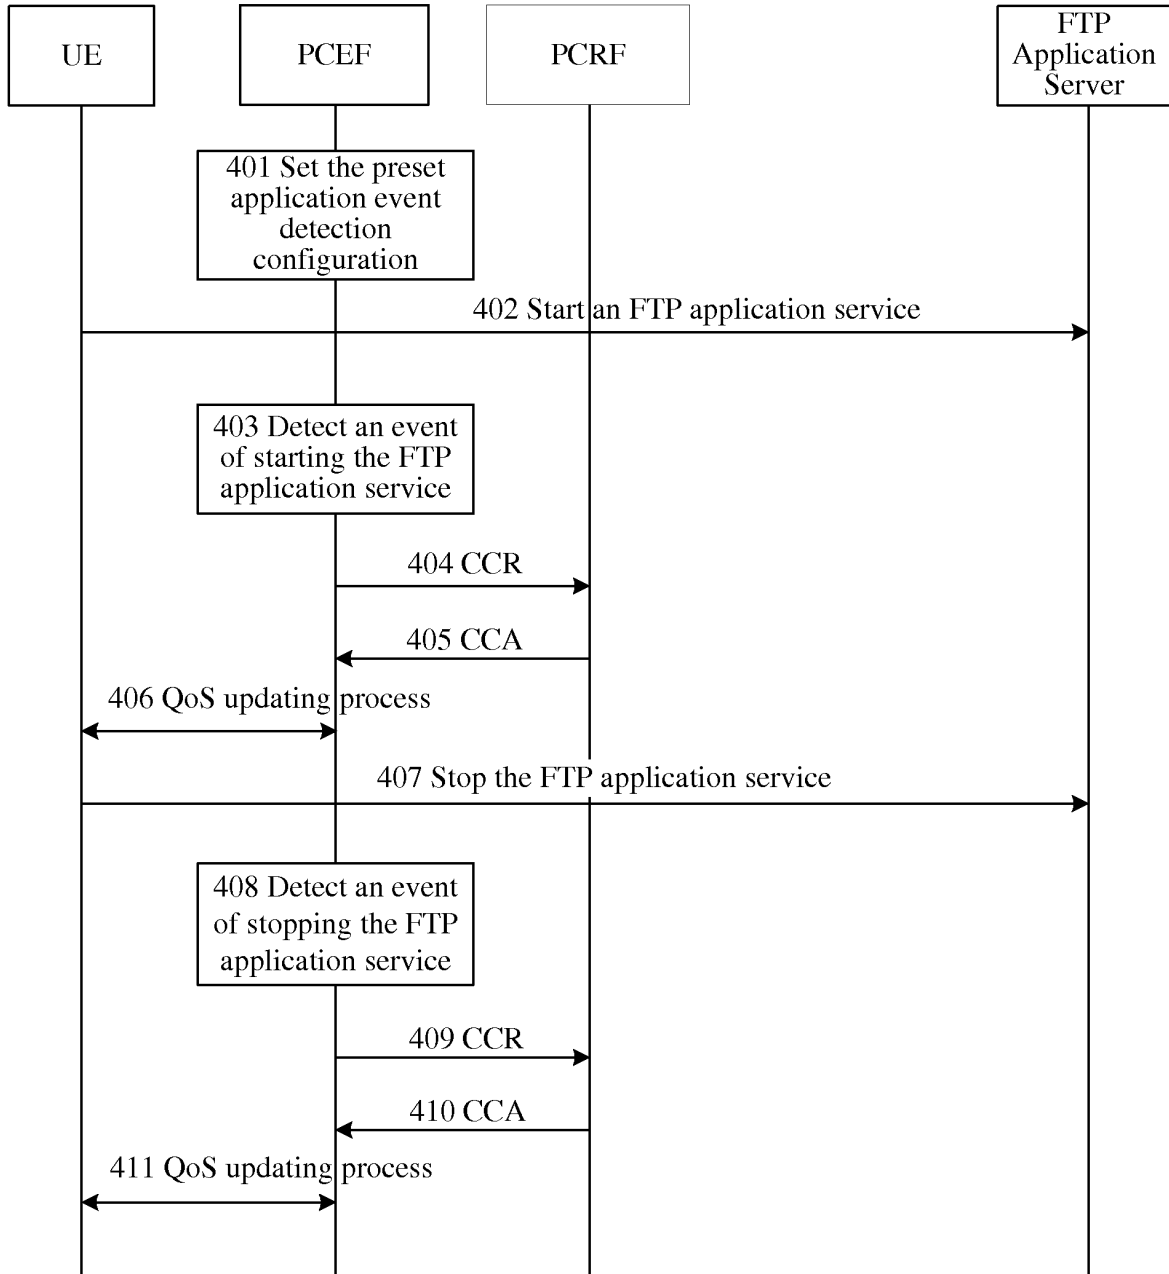 UE
PCEF
PCRF
FTP
Application
Server
401 Set the preset
application event
detection
configuration
402 Start an FTP application service
403 Detect an event
of starting the FTP
application service
404 CCR
405 CCA
406 QoS updating process
407 Stop the FTP application service
408 Detect an event
of stopping the FTP
application service
409 CCR
410 CCA
411 QoS updating process